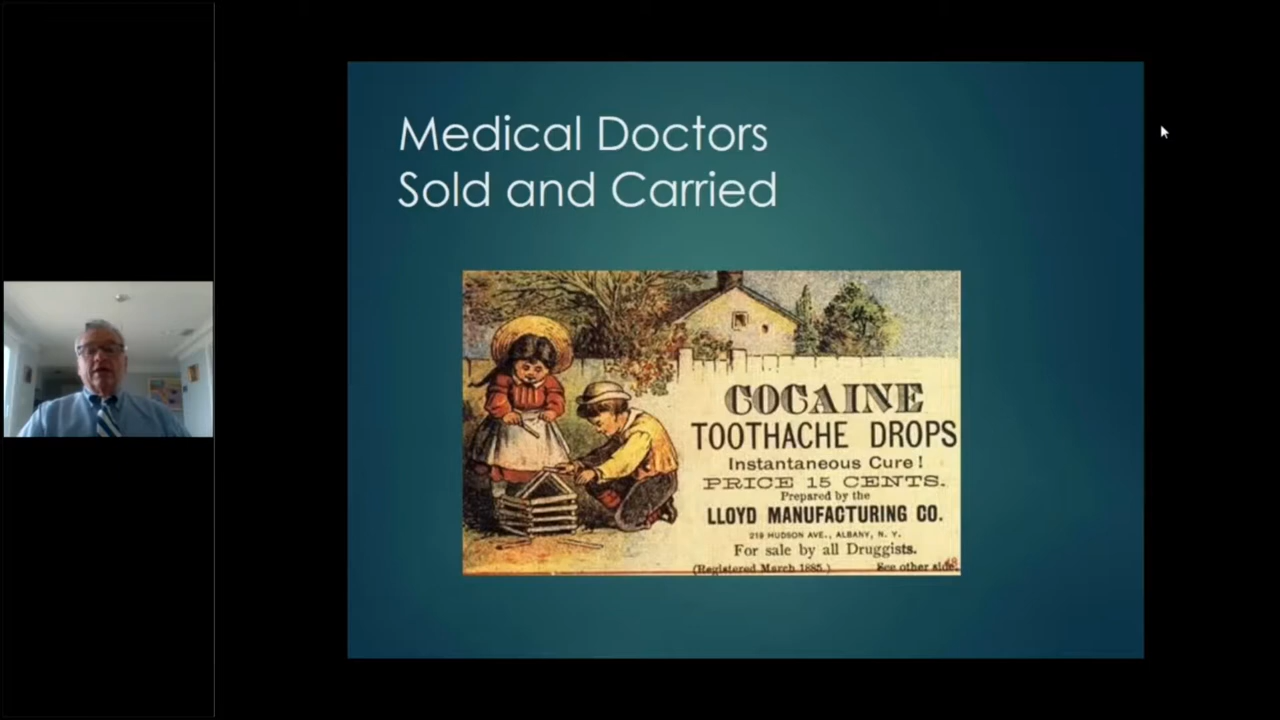 Medical Doctors
Sold and Carried
COCAINE
TOOTHACHE DROPS
Instantaneous Cure!
PRICE 15 CENTS.
Prepared by the
LLOYD MANUFACTURING CO.
219 HUDSON AVE., ALBANY, N. Y.
For sale by all Druggists.
(Registered March 1885.) See other side.